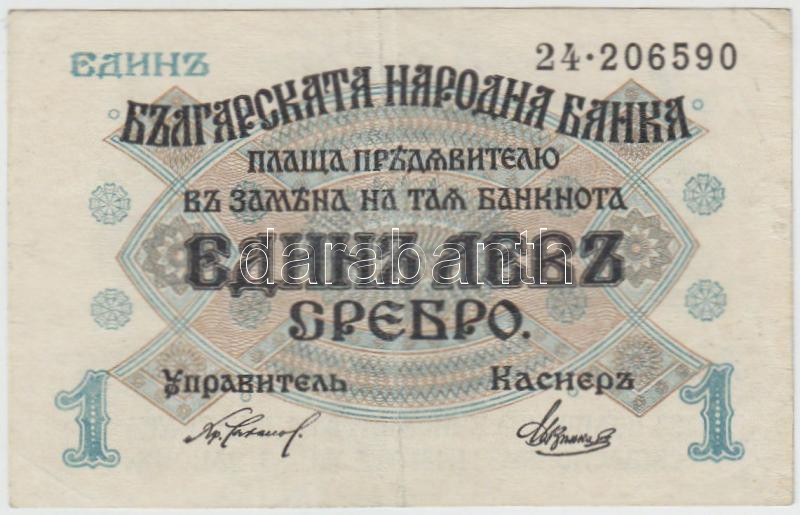 ЕДИНЪ
24·206590
БЪЛГАРСКАТА НАРОДНА БАНКА
ПЛАЩА ПРѢДЯВИТЕЛЮ
ВЪ ЗАМѢНА НА ТАЯ БАНКНОТА
ЕДИНЪ ЛЕВЪ
darabanth
СРЕБРО.
Управитель Касиеръ
1 1